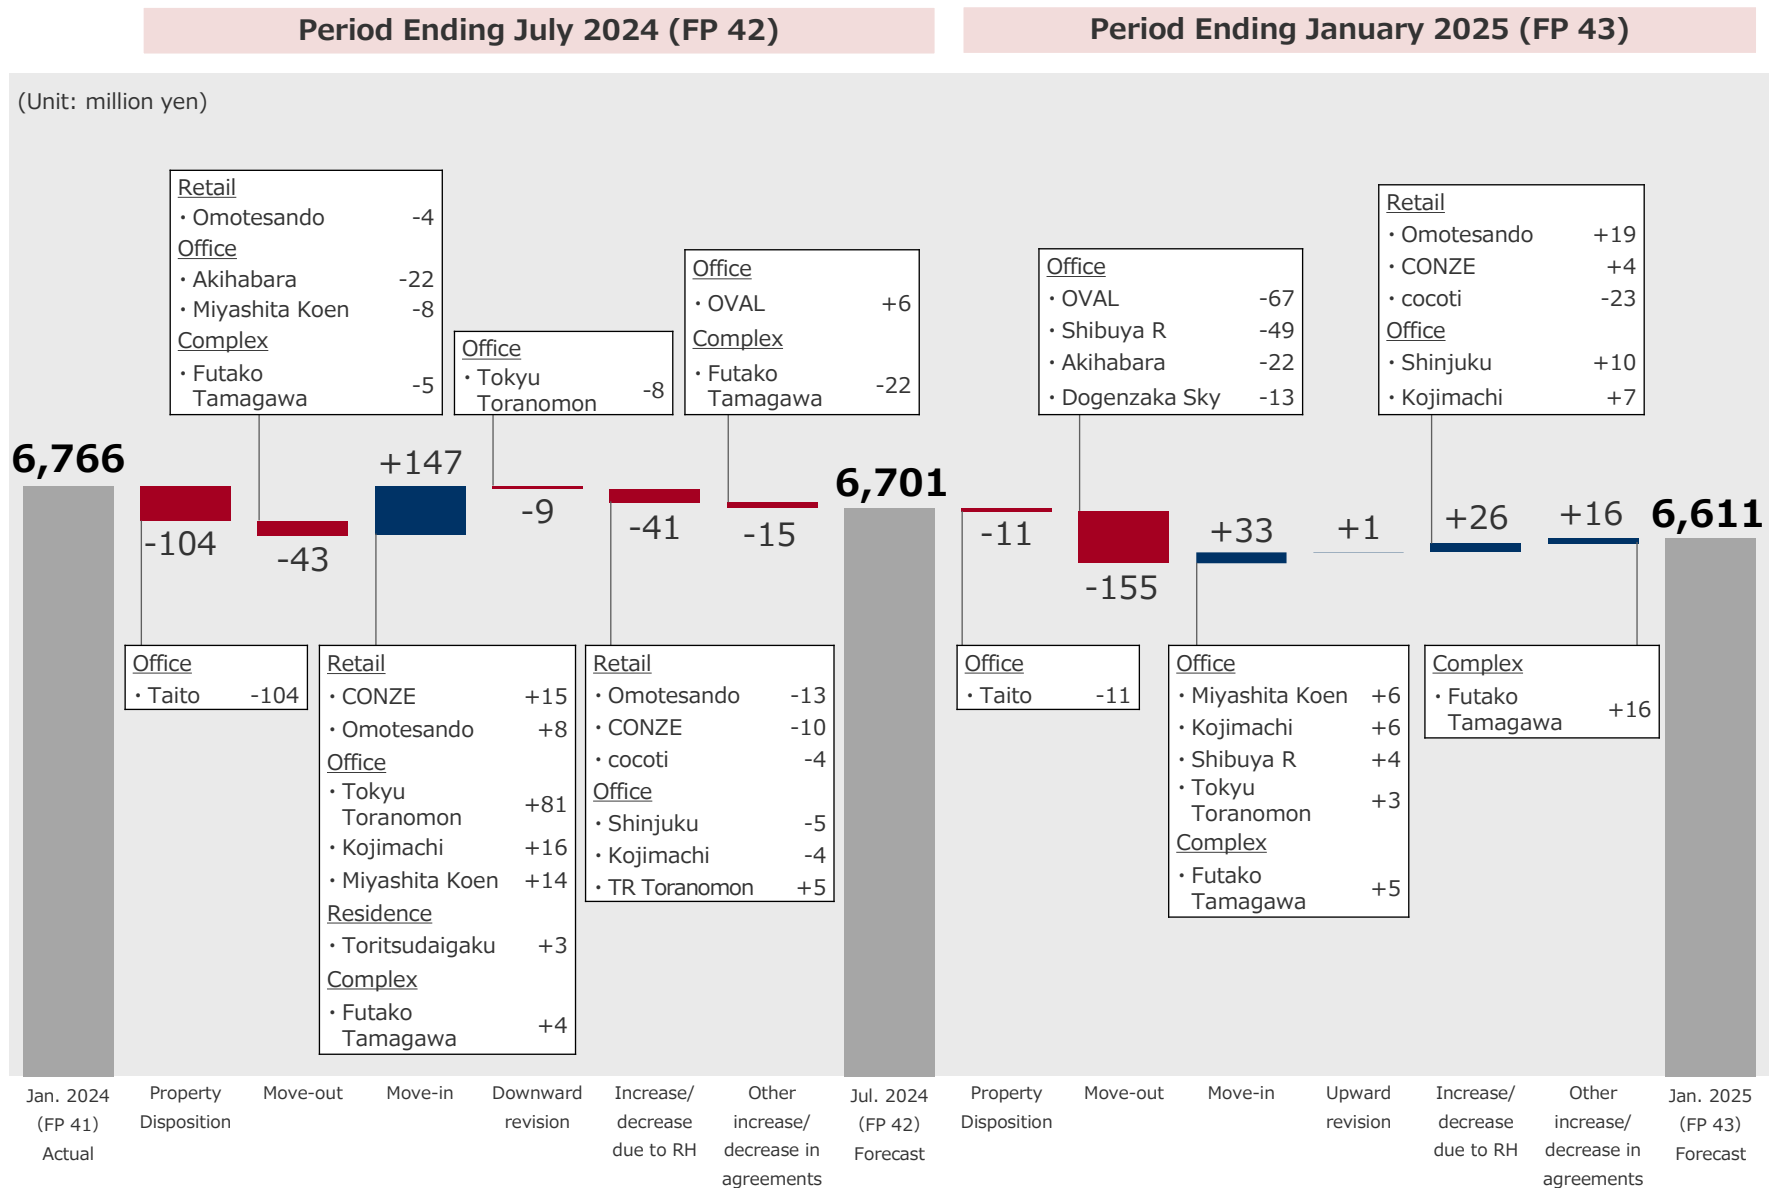 Period Ending July 2024 (FP 42)
Period Ending January 2025 (FP 43)
(Unit: million yen)
Retail
・Omotesando -4
Office
・Akihabara -22
・Miyashita Koen -8
Complex
・Futako
Tamagawa -5
Office
・Tokyu
Toranomon -8
Office
・OVAL +6
Complex
・Futako
Tamagawa -22
Office
・OVAL -67
・Shibuya R -49
・Akihabara -22
・Dogenzaka Sky -13
Retail
・Omotesando +19
・CONZE +4
・cocoti -23
Office
・Shinjuku +10
・Kojimachi +7
6,766
-104
-43
+147
-9
-41
-15
6,701
-11
-155
+33
+1
+26
+16
6,611
Office
・Taito -104
Retail
・CONZE +15
・Omotesando +8
Office
・Tokyu
Toranomon +81
・Kojimachi +16
・Miyashita Koen +14
Residence
・Toritsudaigaku +3
Complex
・Futako
Tamagawa +4
Retail
・Omotesando -13
・CONZE -10
・cocoti -4
Office
・Shinjuku -5
・Kojimachi -4
・TR Toranomon +5
Office
・Taito -11
Office
・Miyashita Koen +6
・Kojimachi +6
・Shibuya R +4
・Tokyu
Toranomon +3
Complex
・Futako
Tamagawa +5
Complex
・Futako
Tamagawa +16
Jan. 2024
(FP 41)
Actual
Property
Disposition
Move-out
Move-in
Downward
revision
Increase/
decrease
due to RH
Other
increase/
decrease in
agreements
Jul. 2024
(FP 42)
Forecast
Property
Disposition
Move-out
Move-in
Upward
revision
Increase/
decrease
due to RH
Other
increase/
decrease in
agreements
Jan. 2025
(FP 43)
Forecast